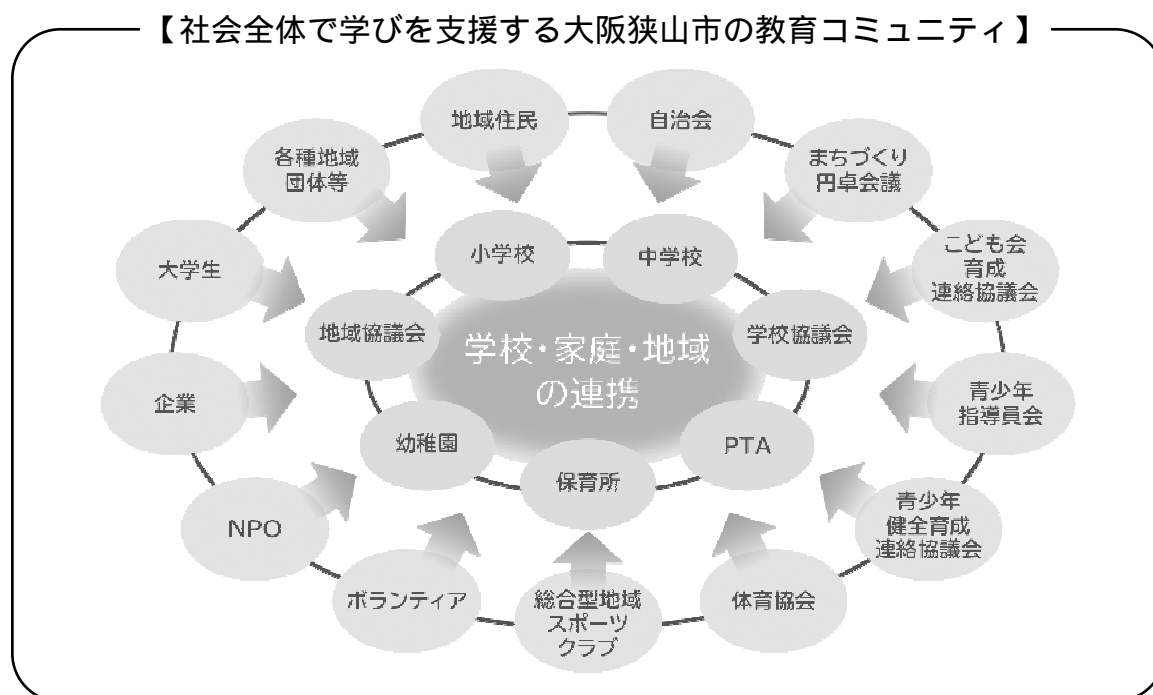 【社会全体で学びを支援する大阪狭山市の教育コミュニティ】
地域住民
自治会
各種地域
団体等
まちづくり
円卓会議
大学生
小学校
中学校
こども会
育成
連絡協議会
地域協議会
学校・家庭・地域
の連携
学校協議会
企業
青少年
指導員会
幼稚園
保育所
PTA
NPO
青少年
健全育成
連絡協議会
ボランティア
総合型地域
スポーツ
クラブ
体育協会